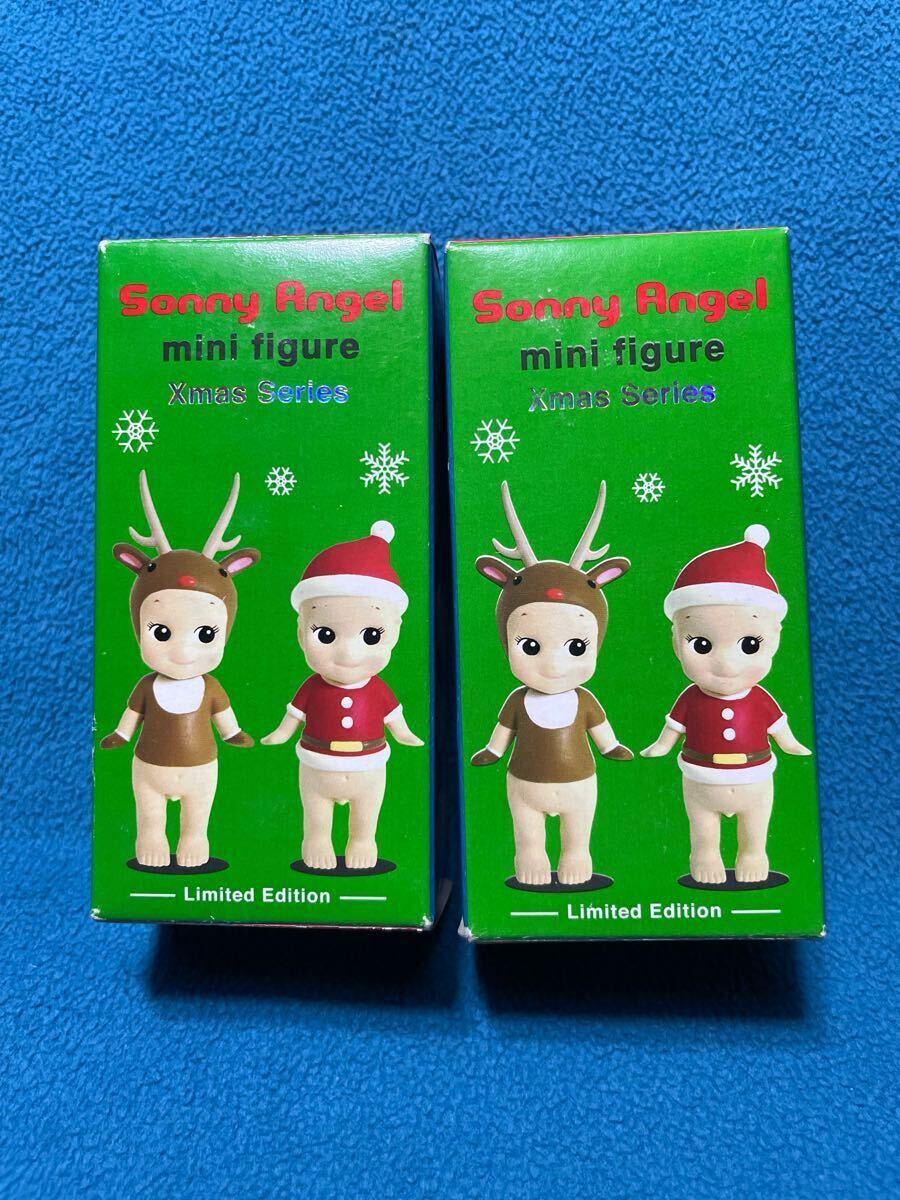 Sonny Angel
mini figure
Xmas Series
Limited Edition
Sonny Angel
mini figure
Xmas Series
Limited Edition